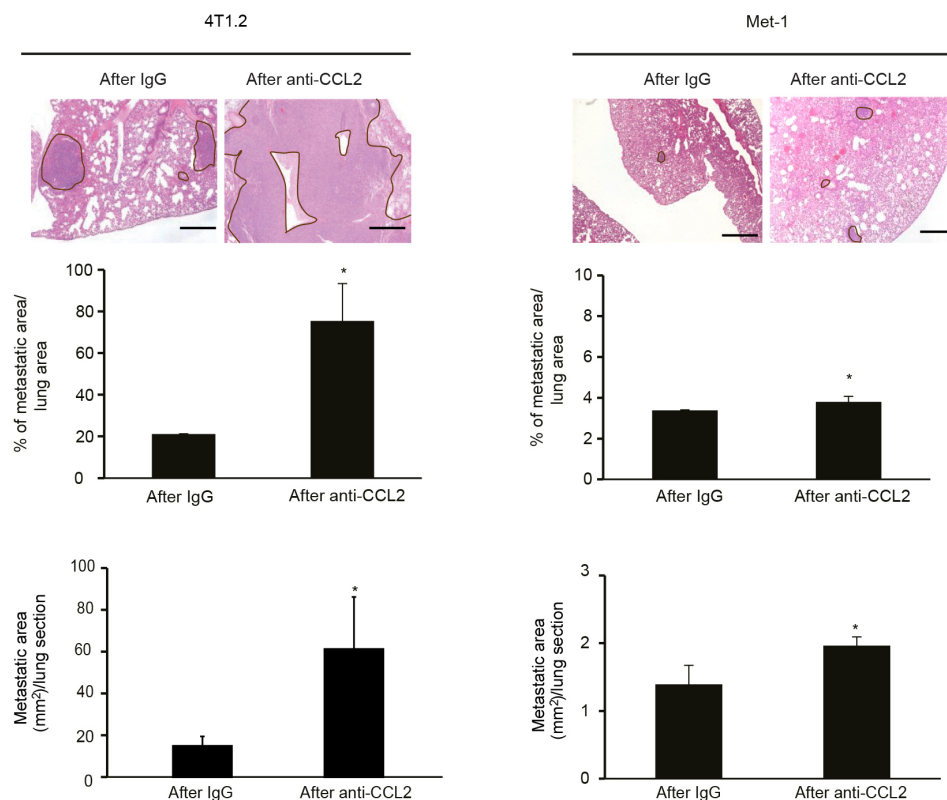 4T1.2
After IgG After anti-CCL2
% of metastatic area/
lung area
100
80
60
40
20
0
*
After IgG After anti-CCL2
Metastatic area
(mm²)/lung section
100
80
60
40
20
0
*
After IgG After anti-CCL2
Met-1
After IgG After anti-CCL2
% of metastatic area/
lung area
10
8
6
4
2
0
*
After IgG After anti-CCL2
Metastatic area
(mm²)/lung section
3
2
1
0
*
After IgG After anti-CCL2